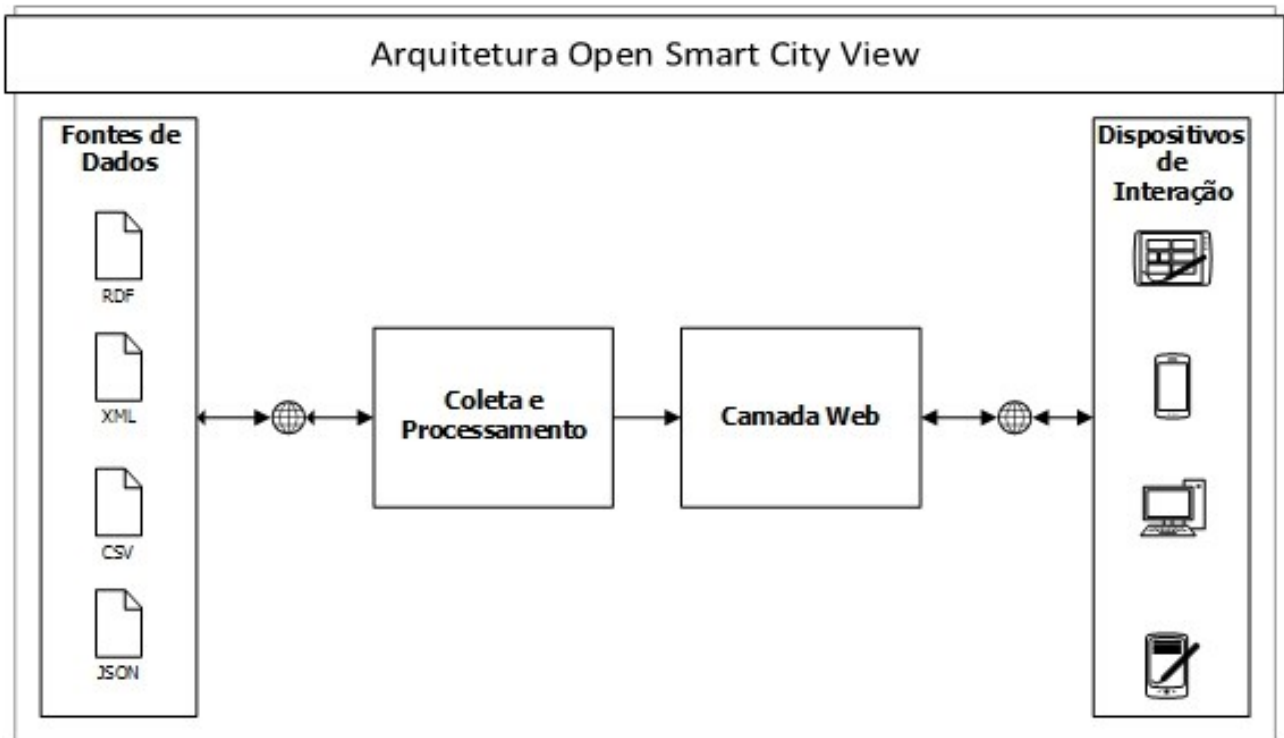 Arquitetura Open Smart City View
Fontes de
Dados
RDF
XML
CSV
JSON
Coleta e
Processamento
Camada Web
Dispositivos
de
Interação